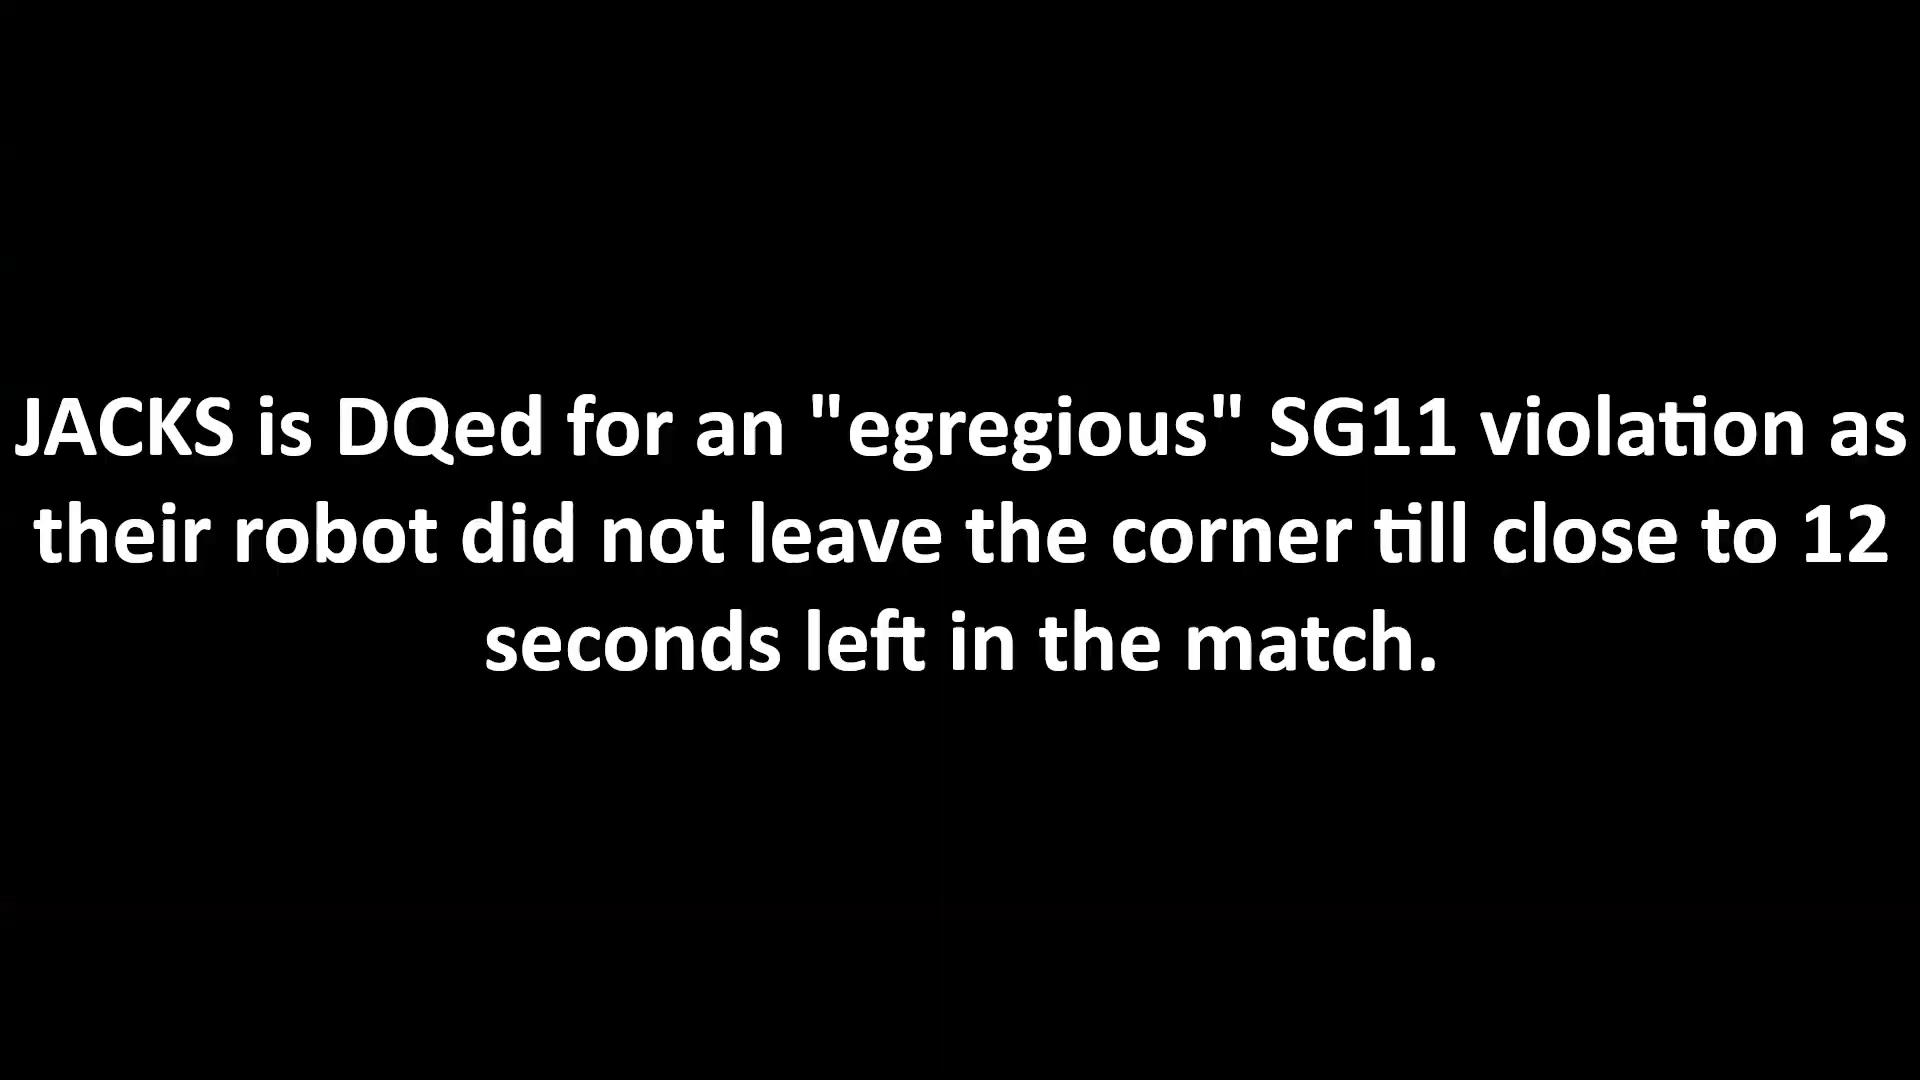 JACKS is DQed for an "egregious" SG11 violation as
their robot did not leave the corner till close to 12
seconds left in the match.